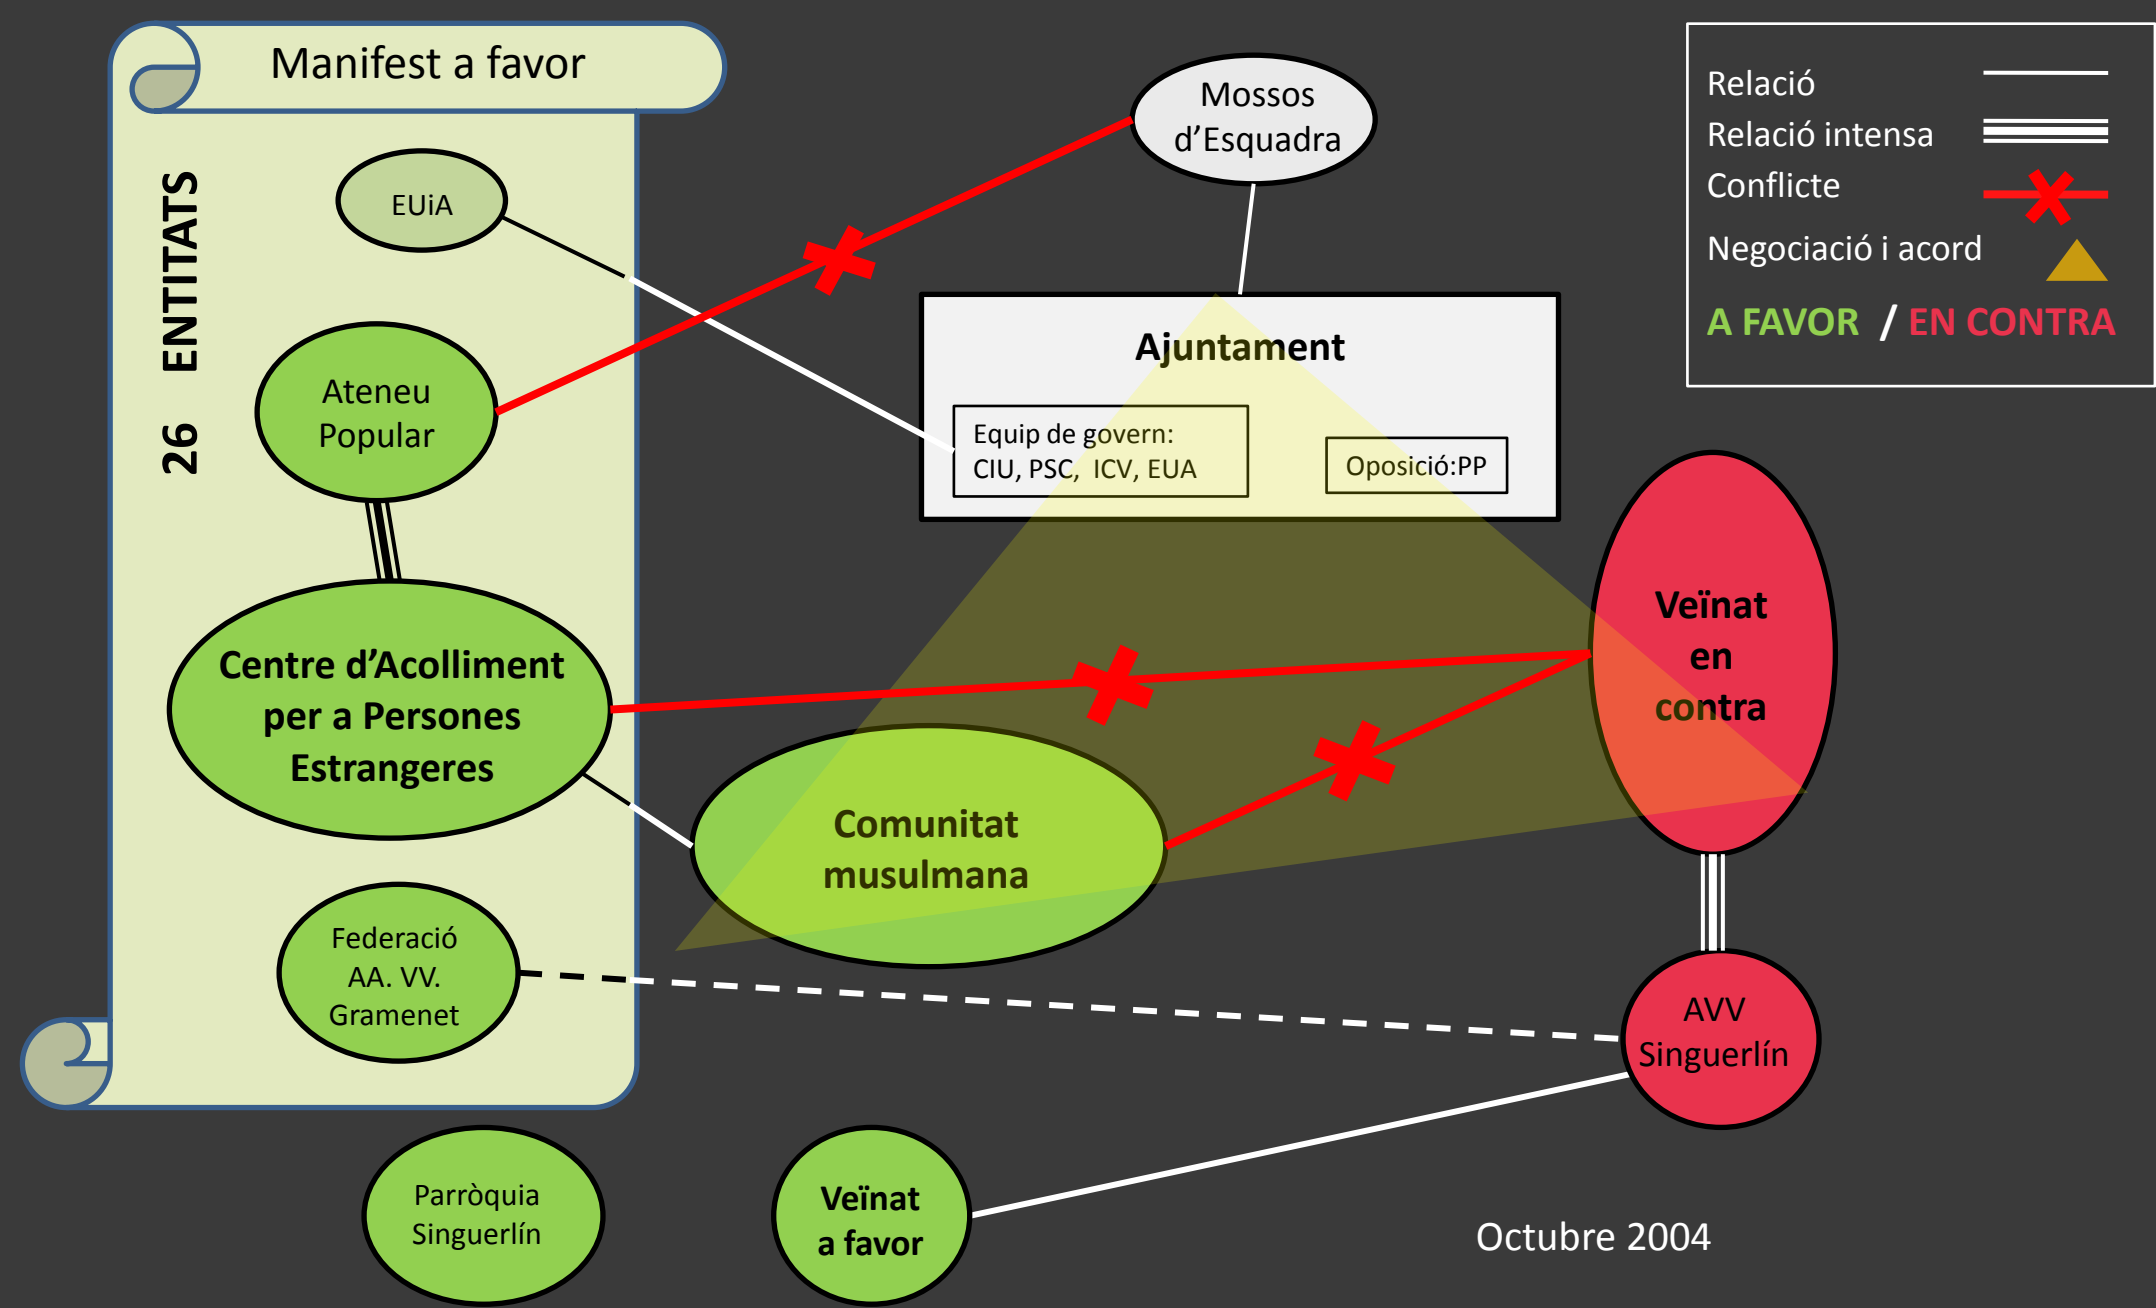 Manifest a favor
26 ENTITATS
EUiA
Ateneu
Popular
Centre d'Acolliment
per a Persones
Estrangeres
Federació
AA. VV.
Gramenet
Parròquia
Singuerlín
Mossos
d'Esquadra
Ajuntament
Equip de govern:
CIU, PSC, ICV, EUA
Oposició:PP
Comunitat
musulmana
Veïnat
a favor
Veïnat
en
contra
AVV
Singuerlín
Relació
Relació intensa
Conflicte
Negociació i acord
A FAVOR / EN CONTRA
Octubre 2004